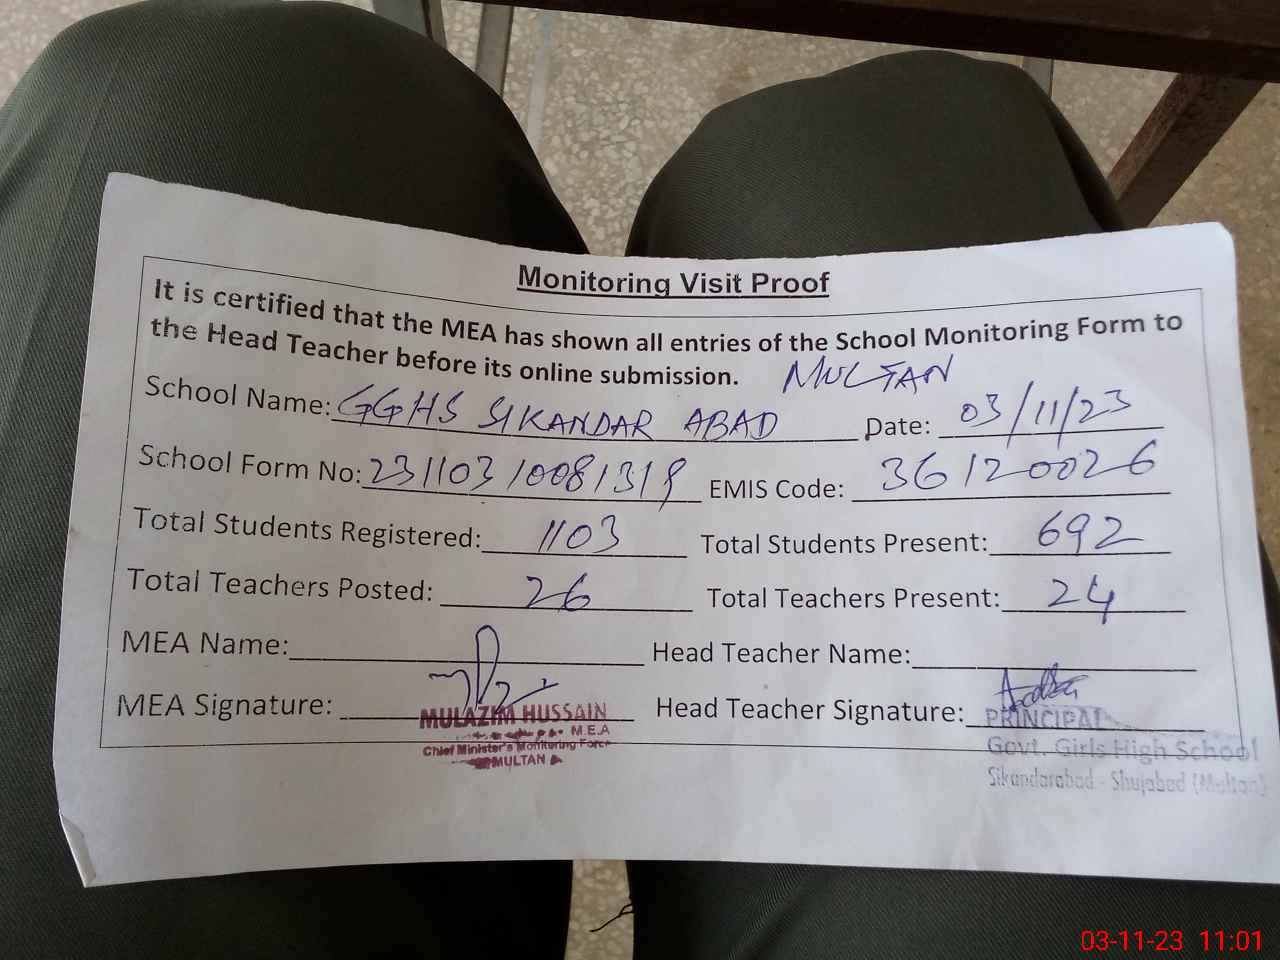 Monitoring Visit Proof
It is certified that the MEA has shown all entries of the School Monitoring Form to
the Head Teacher before its online submission. MULTAN
School Name: GGHS SIKANDAR ABAD Date: 03/11/23
School Form No: 23110310081319 EMIS Code: 36120026
Total Students Registered: 1103 Total Students Present: 692
Total Teachers Posted: 26 Total Teachers Present: 24
MEA Name: Head Teacher Name:
MEA Signature: Head Teacher Signature:
MULAZIM HUSSAIN
M.E.A
Chief Minister's Monitoring Force
MULTAN
PRINCIPAL
Govt. Girls High School
Sikandarabad - Shujabad (Multan)
03-11-23 11:01